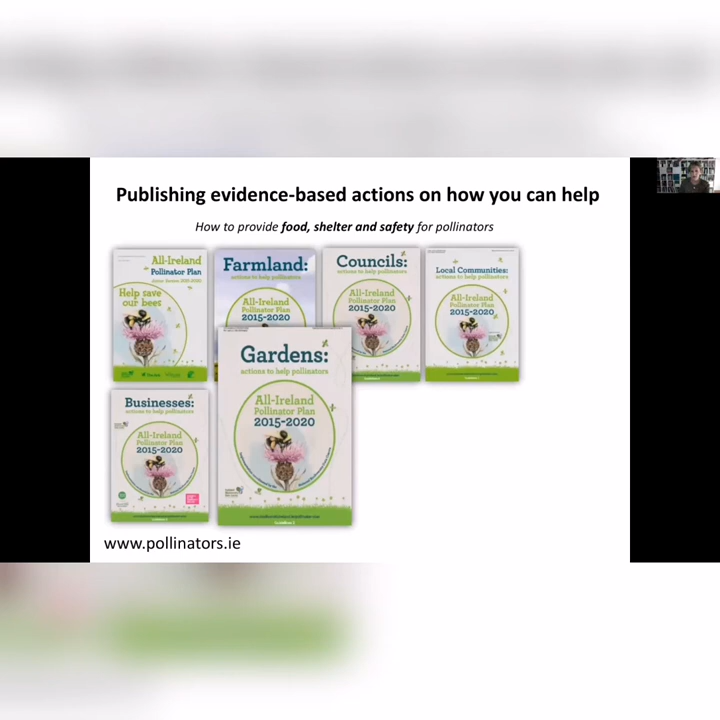 Publishing evidence-based actions on how you can help
How to provide food, shelter and safety for pollinators
All-Ireland
Pollinator Plan
Junior Version 2015-2020
Help save
our bees
Farmland:
actions to help pollinators
All-Ireland
Pollinator Plan
2015-2020
Councils:
actions to help pollinators
All-Ireland
Pollinator Plan
2015-2020
Local Communities:
actions to help pollinators
All-Ireland
Pollinator Plan
2015-2020
Businesses:
actions to help pollinators
All-Ireland
Pollinator Plan
2015-2020
Gardens:
actions to help pollinators
All-Ireland
Pollinator Plan
2015-2020
www.pollinators.ie